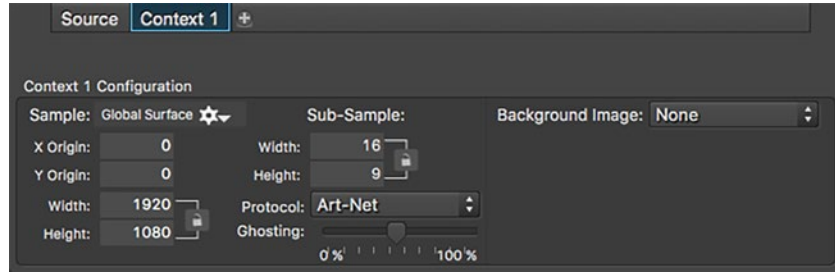 Source Context 1
Context 1 Configuration
Sample: Global Surface Sub-Sample: Background Image: None
X Origin: 0 Width: 16
Y Origin: 0 Height: 9
Width: 1920 Protocol: Art-Net
Height: 1080 Ghosting:
0% 100%